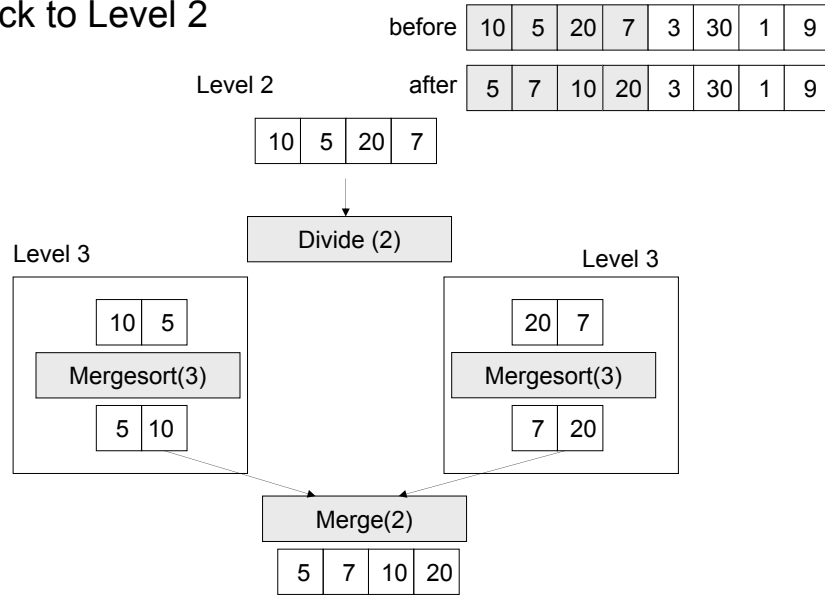 ck to Level 2
before 10 5 20 7 3 30 1 9
Level 2
after 5 7 10 20 3 30 1 9
10 5 20 7
Divide (2)
Level 3
Level 3
10 5
20 7
Mergesort(3)
Mergesort(3)
5 10
7 20
Merge(2)
5 7 10 20